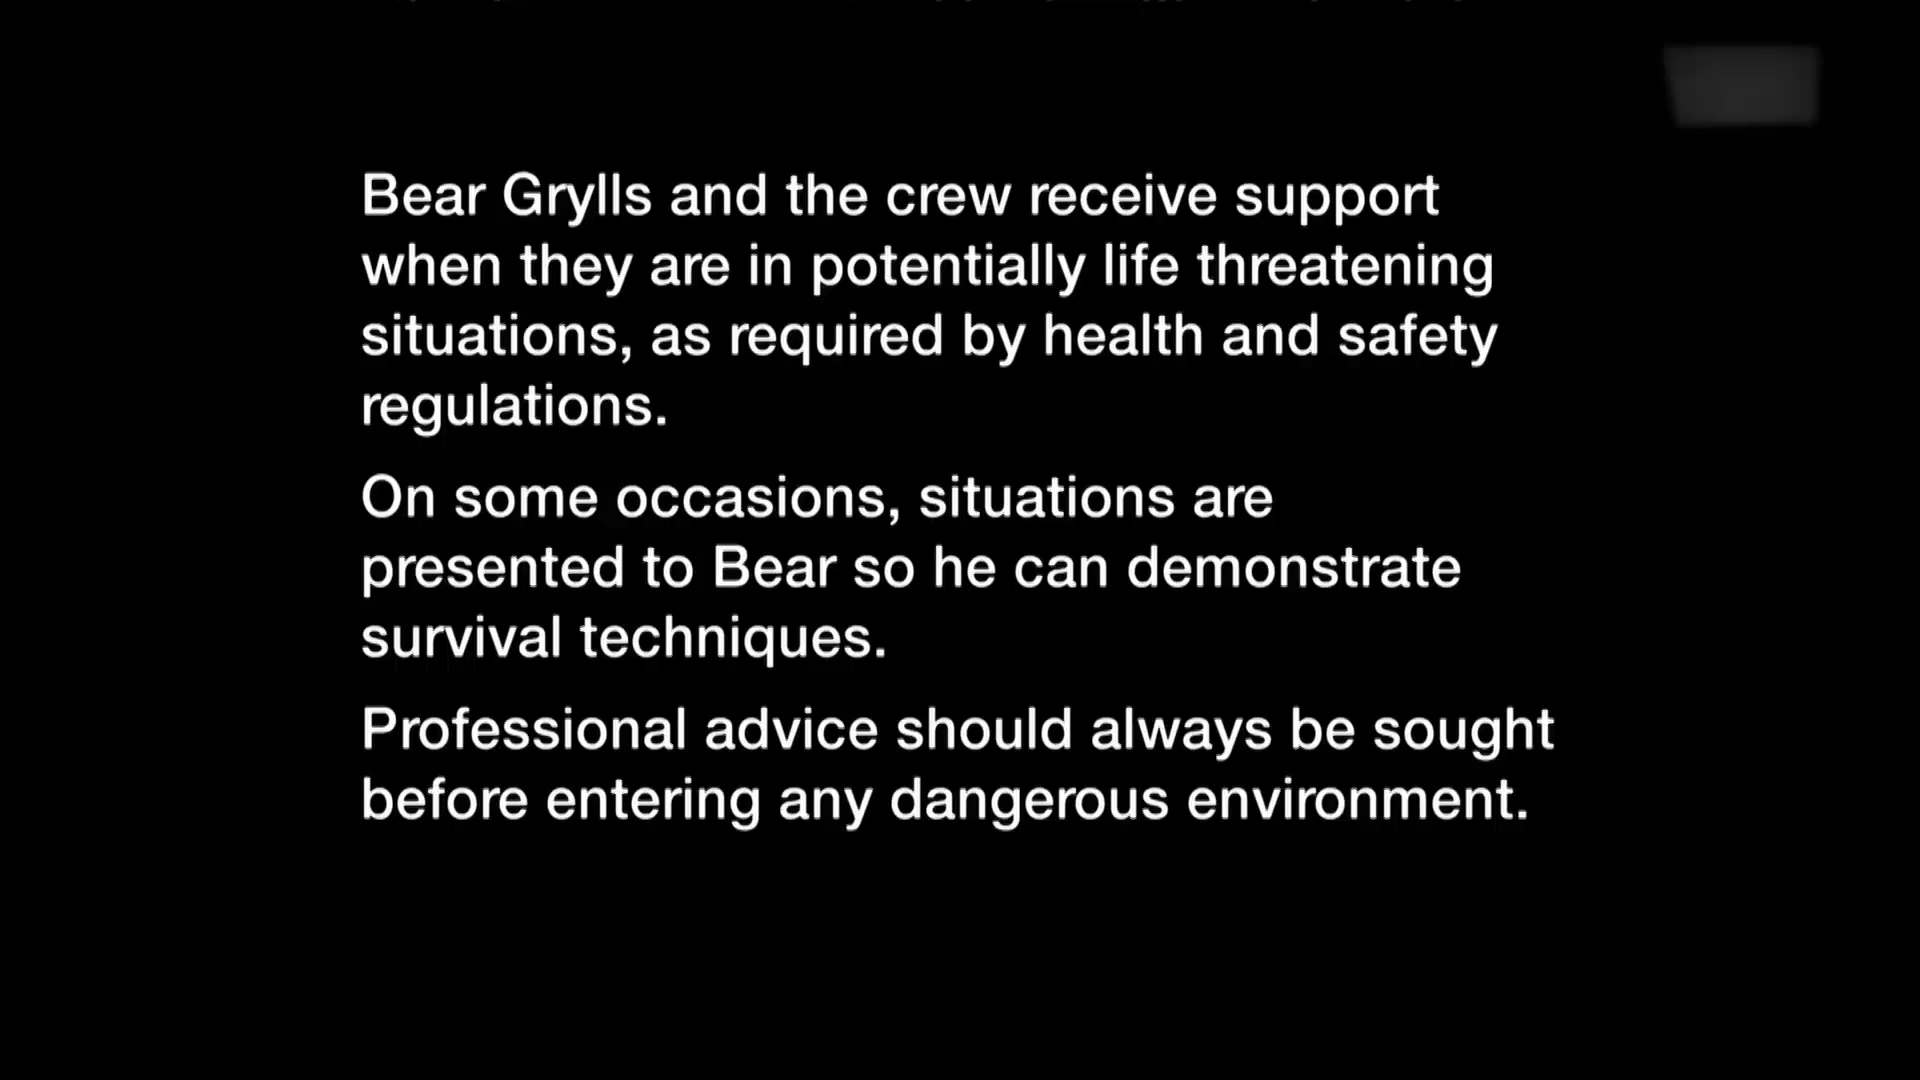 Bear Grylls and the crew receive support
when they are in potentially life threatening
situations, as required by health and safety
regulations.
On some occasions, situations are
presented to Bear so he can demonstrate
survival techniques.
Professional advice should always be sought
before entering any dangerous environment.